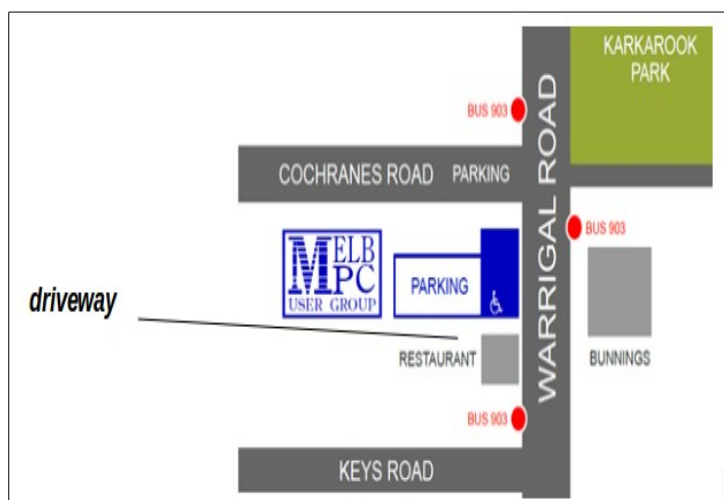 KARKAROOK
PARK
BUS 903
WARRIGAL ROAD
COCHRANES ROAD PARKING
BUS 903
MELB
PC
USER GROUP
PARKING
driveway
RESTAURANT
BUNNINGS
BUS 903
KEYS ROAD